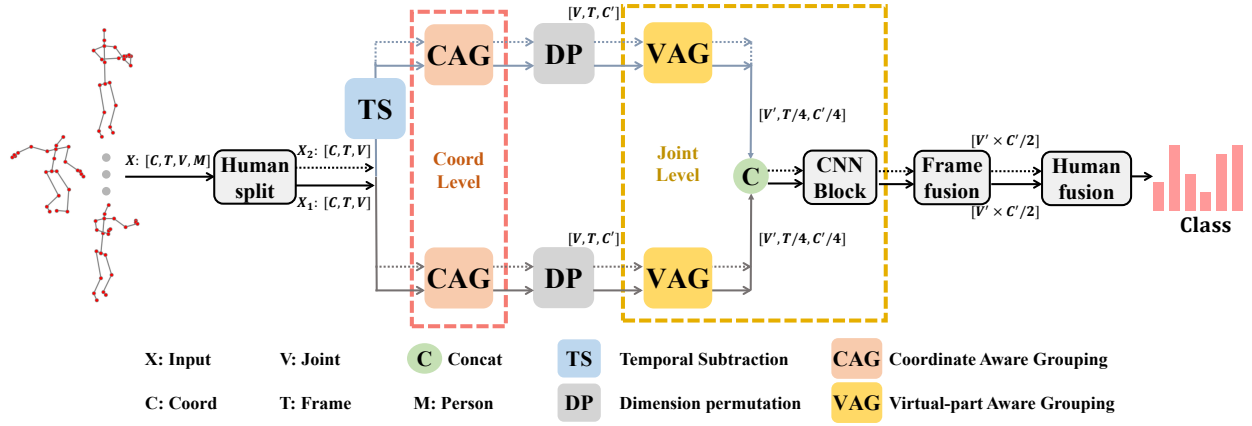 [V, T, C′]
CAG
DP
VAG
TS
[V′, T/4, C′/4]
X: [C, T, V, M]
Human
split
X₂: [C, T, V]
X₁: [C, T, V]
Coord
Level
Joint
Level
C
CNN
Block
[V′ × C′/2]
Frame
fusion
[V′ × C′/2]
Human
fusion
Class
[V, T, C′]
[V′, T/4, C′/4]
CAG
DP
VAG
X: Input
V: Joint
C Concat
TS Temporal Subtraction
CAG Coordinate Aware Grouping
C: Coord
T: Frame
M: Person
DP Dimension permutation
VAG Virtual-part Aware Grouping